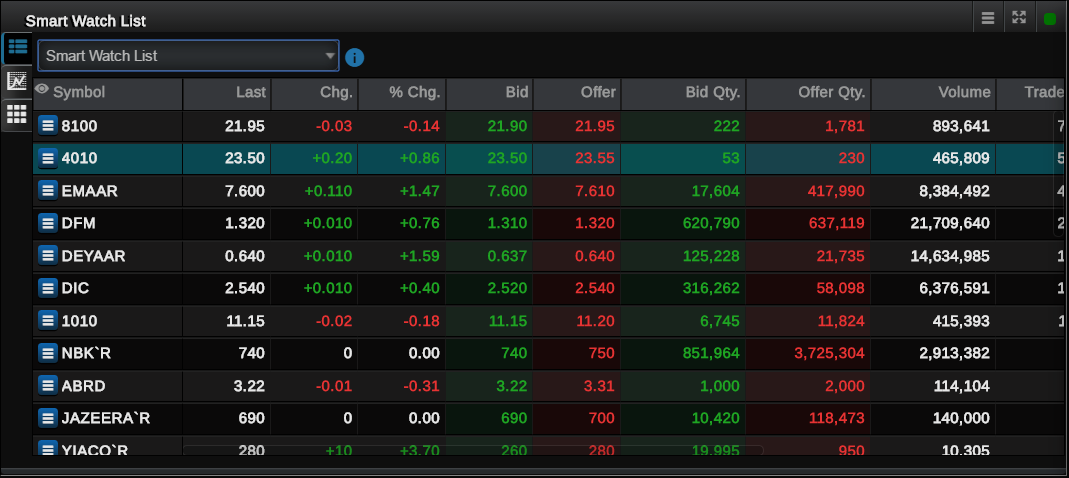 Smart Watch List
Smart Watch List
Symbol Last Chg. % Chg. Bid Offer Bid Qty. Offer Qty. Volume Trade
8100 21.95 -0.03 -0.14 21.90 21.95 222 1,781 893,641 7
4010 23.50 +0.20 +0.86 23.50 23.55 53 230 465,809 5
EMAAR 7.600 +0.110 +1.47 7.600 7.610 17,604 417,990 8,384,492 4
DFM 1.320 +0.010 +0.76 1.310 1.320 620,790 637,119 21,709,640 2
DEYAAR 0.640 +0.010 +1.59 0.637 0.640 125,228 21,735 14,634,985 1
DIC 2.540 +0.010 +0.40 2.520 2.540 316,262 58,098 6,376,591 1
1010 11.15 -0.02 -0.18 11.15 11.20 6,745 11,824 415,393 1
NBK`R 740 0 0.00 740 750 851,964 3,725,304 2,913,382
ABRD 3.22 -0.01 -0.31 3.22 3.31 1,000 2,000 114,104
JAZEERA`R 690 0 0.00 690 700 10,420 118,473 140,000
YIACO`R 280 +10 +3.70 260 280 19,995 950 10,305